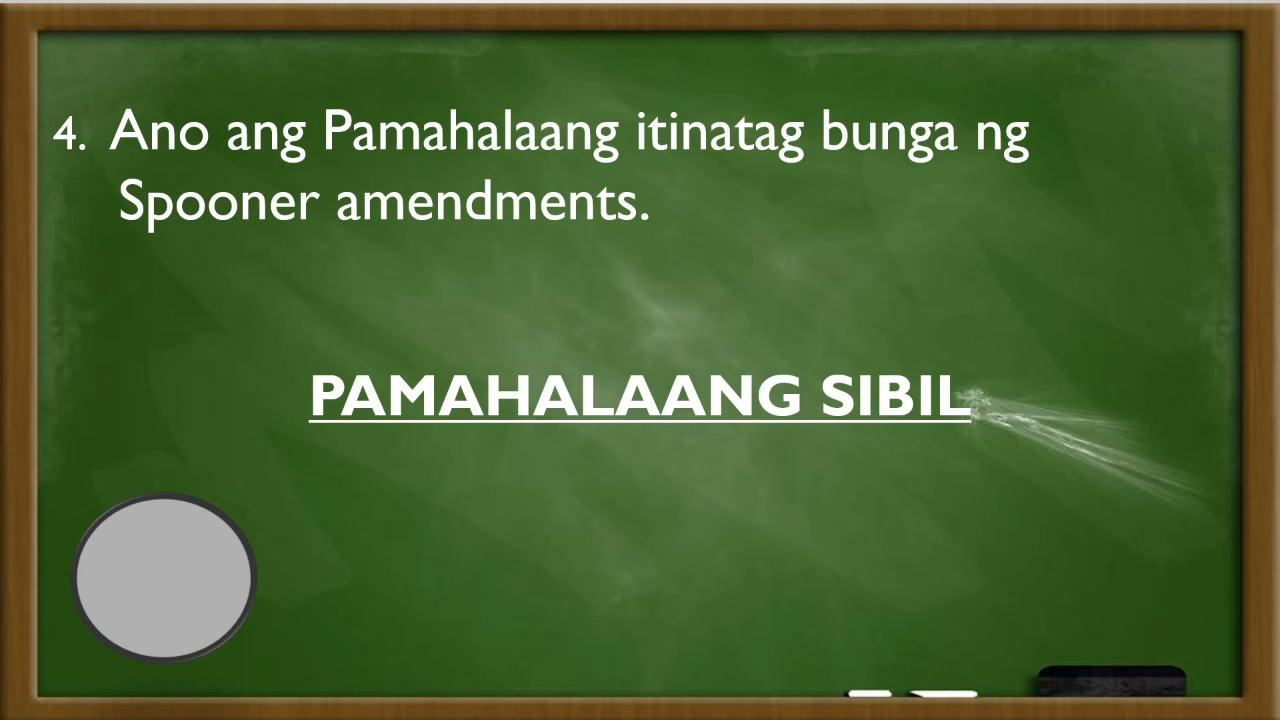 4. Ano ang Pamahalaang itinatag bunga ng
Spooner amendments.
PAMAHALAANG SIBIL